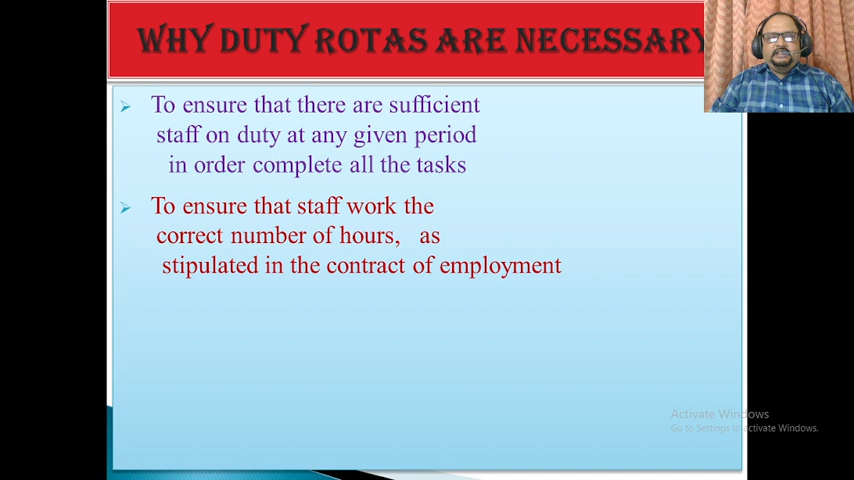 WHY DUTY ROTAS ARE NECESSARY
To ensure that there are sufficient
staff on duty at any given period
in order complete all the tasks
To ensure that staff work the
correct number of hours, as
stipulated in the contract of employment
Activate Windows
Go to Settings to activate Windows.